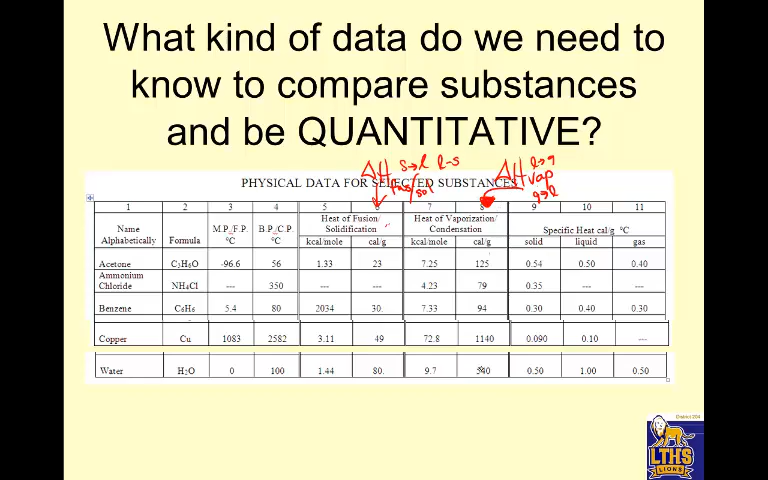 What kind of data do we need to
know to compare substances
and be QUANTITATIVE?
ΔH s→l l-s
fus/sol
ΔH l→g
vap
g→l
PHYSICAL DATA FOR SELECTED SUBSTANCES
1 2 3 4 5 6 7 8 9 10 11
Name Alphabetically Formula M.P./F.P. °C B.P./C.P. °C Heat of Fusion/ Solidification Heat of Vaporization/ Condensation Specific Heat cal/g °C
kcal/mole cal/g kcal/mole cal/g solid liquid gas
Acetone C3H6O -96.6 56 1.33 23 7.25 125 0.54 0.50 0.40
Ammonium Chloride NH4Cl --- 350 --- --- 4.23 79 0.35 --- ---
Benzene C6H6 5.4 80 2034 30. 7.33 94 0.30 0.40 0.30
Copper Cu 1083 2582 3.11 49 72.8 1140 0.090 0.10 ---
Water H2O 0 100 1.44 80. 9.7 540 0.50 1.00 0.50
District 204
LTHS
LIONS